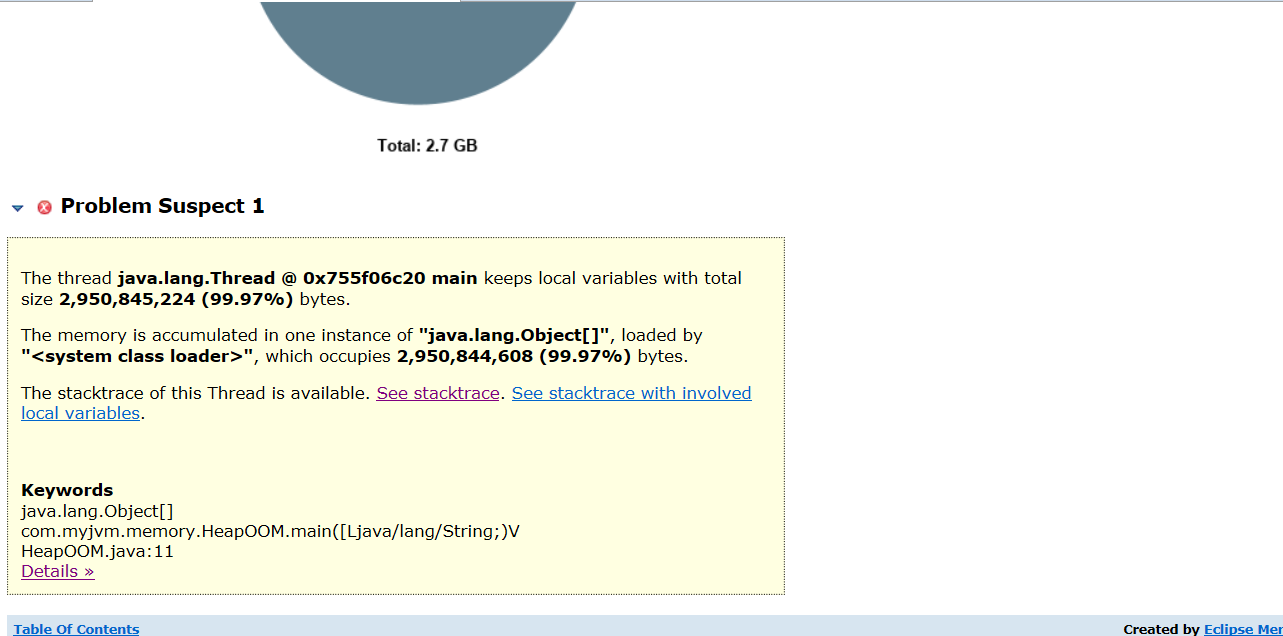 Total: 2.7 GB
Problem Suspect 1
The thread java.lang.Thread @ 0x755f06c20 main keeps local variables with total
size 2,950,845,224 (99.97%) bytes.
The memory is accumulated in one instance of "java.lang.Object[]", loaded by
"<system class loader>", which occupies 2,950,844,608 (99.97%) bytes.
The stacktrace of this Thread is available. See stacktrace. See stacktrace with involved
local variables.
Keywords
java.lang.Object[]
com.myjvm.memory.HeapOOM.main([Ljava/lang/String;)V
HeapOOM.java:11
Details »
Table Of Contents
Created by Eclipse Mer